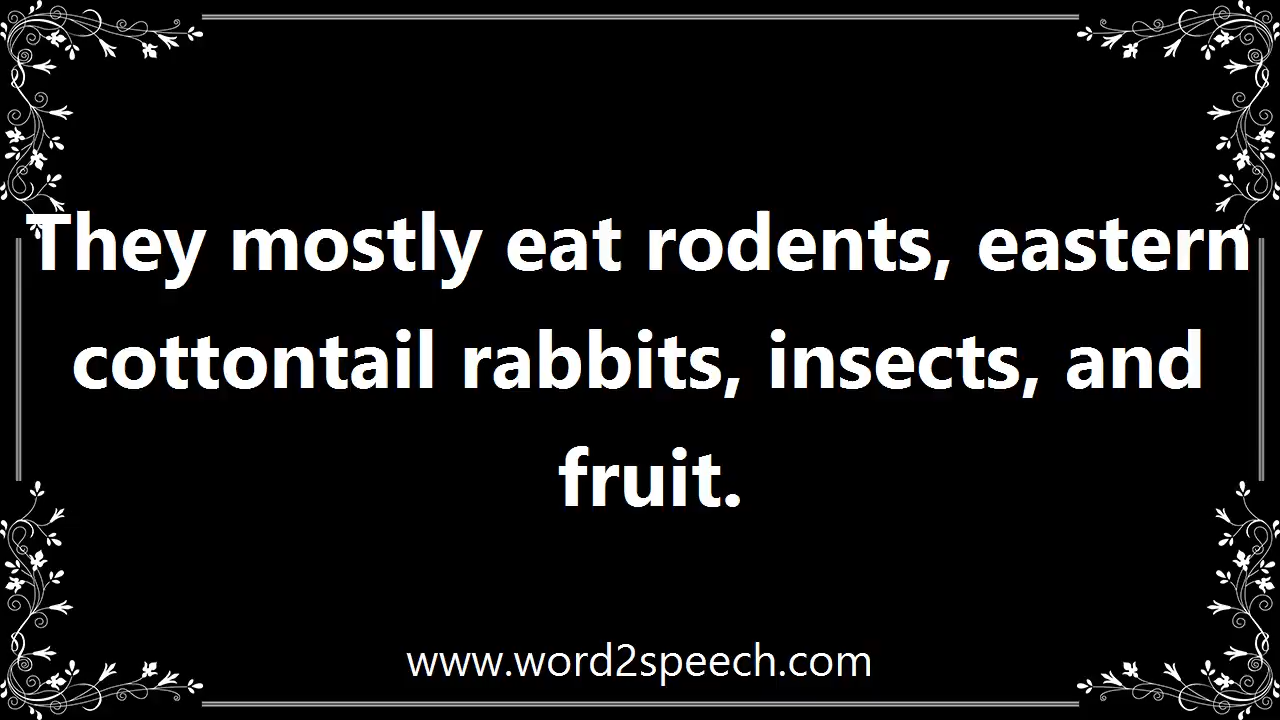 They mostly eat rodents, eastern
cottontail rabbits, insects, and
fruit.
www.word2speech.com